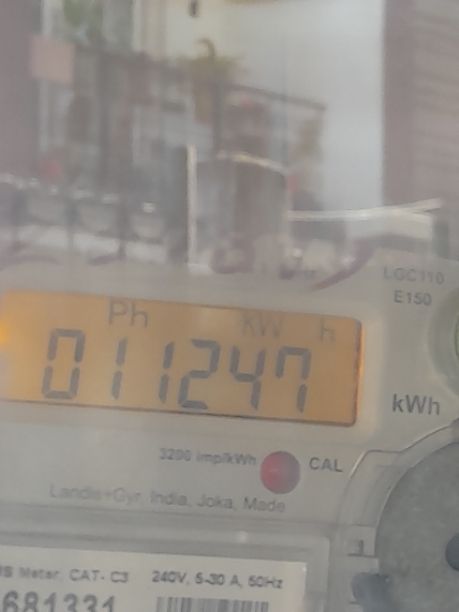 LGC110
E150
Ph kW h
011247
kWh
3200 imp/kWh CAL
Landis+Gyr, India, Joka, Made
Meter, CAT- C3 240V, 5-30 A, 50Hz
681331